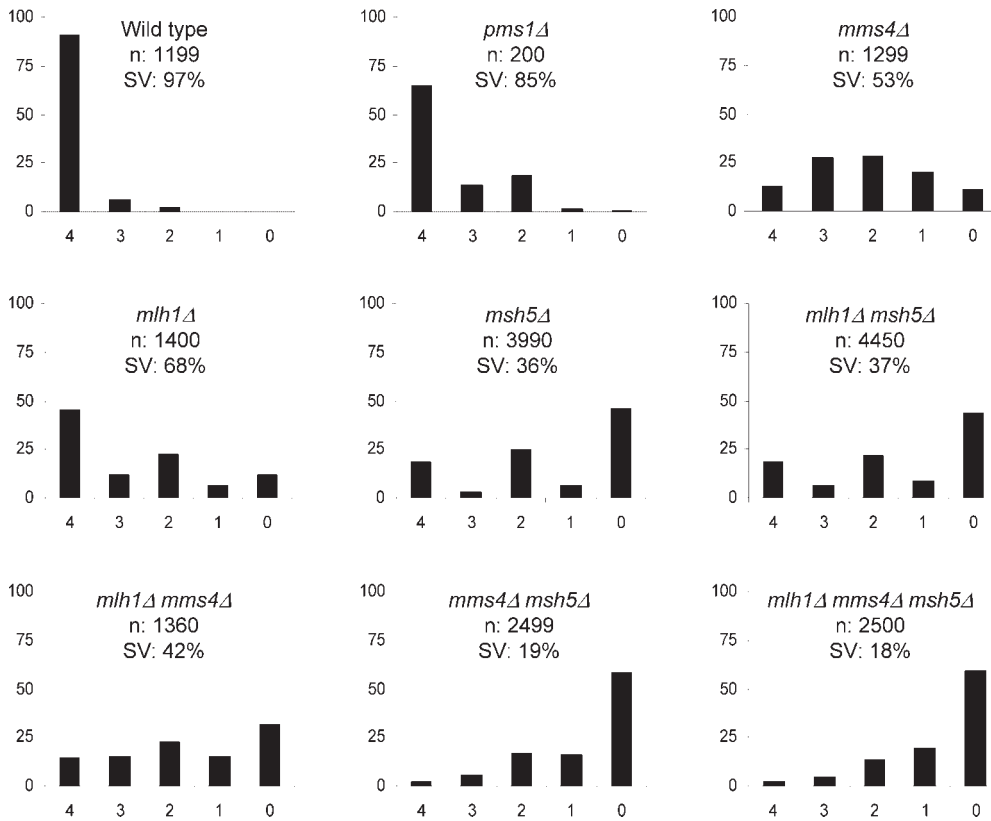 Wild type
n: 1199
SV: 97%
100
75
50
25
0
4 3 2 1 0
pms1Δ
n: 200
SV: 85%
100
75
50
25
0
4 3 2 1 0
mms4Δ
n: 1299
SV: 53%
100
75
50
25
0
4 3 2 1 0
mlh1Δ
n: 1400
SV: 68%
100
75
50
25
0
4 3 2 1 0
msh5Δ
n: 3990
SV: 36%
100
75
50
25
0
4 3 2 1 0
mlh1Δ msh5Δ
n: 4450
SV: 37%
100
75
50
25
0
4 3 2 1 0
mlh1Δ mms4Δ
n: 1360
SV: 42%
100
75
50
25
0
4 3 2 1 0
mms4Δ msh5Δ
n: 2499
SV: 19%
100
75
50
25
0
4 3 2 1 0
mlh1Δ mms4Δ msh5Δ
n: 2500
SV: 18%
100
75
50
25
0
4 3 2 1 0